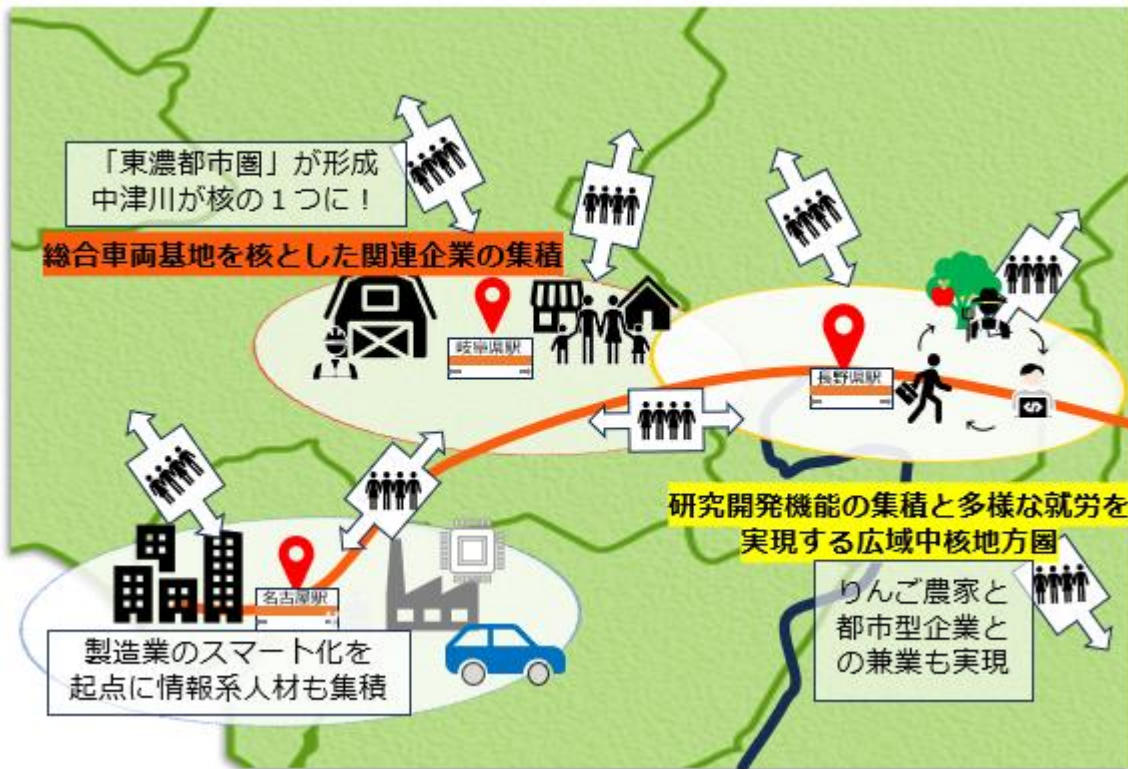 「東濃都市圏」が形成
中津川が核の１つに！
総合車両基地を核とした関連企業の集積
岐阜県駅
長野県駅
研究開発機能の集積と多様な就労を
実現する広域中核地方圏
名古屋駅
りんご農家と
都市型企業と
の兼業も実現
製造業のスマート化を
起点に情報系人材も集積